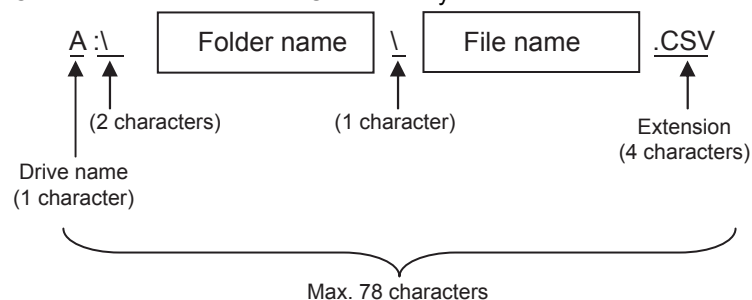 A :\ Folder name \ File name .CSV
(2 characters) (1 character) Extension
(4 characters)
Drive name
(1 character)
Max. 78 characters